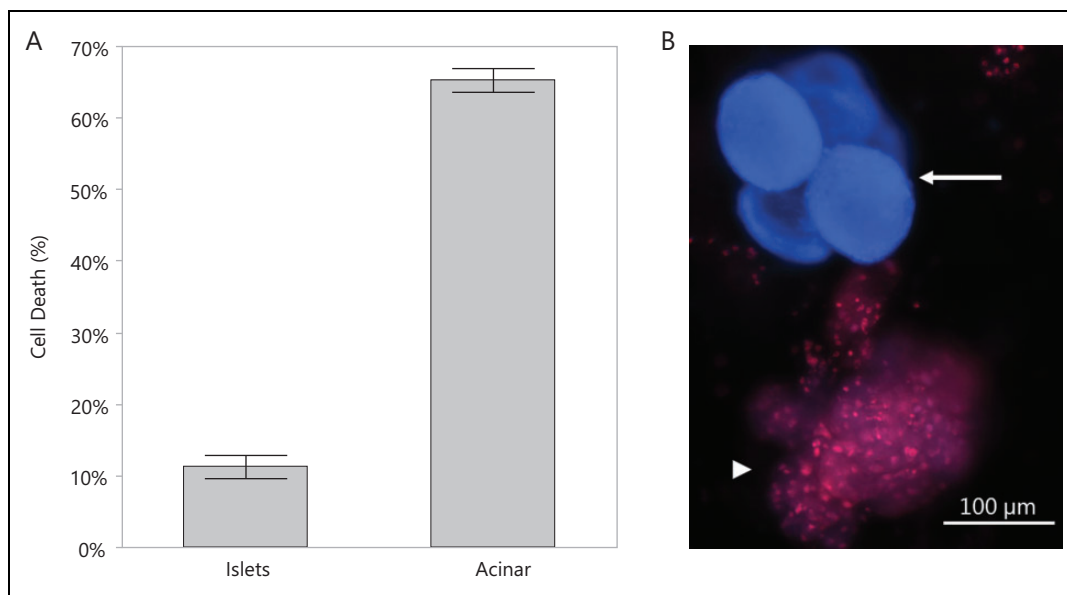 A
70%
60%
50%
40%
30%
20%
10%
0%
Cell Death (%)
Islets
Acinar
B
100 µm